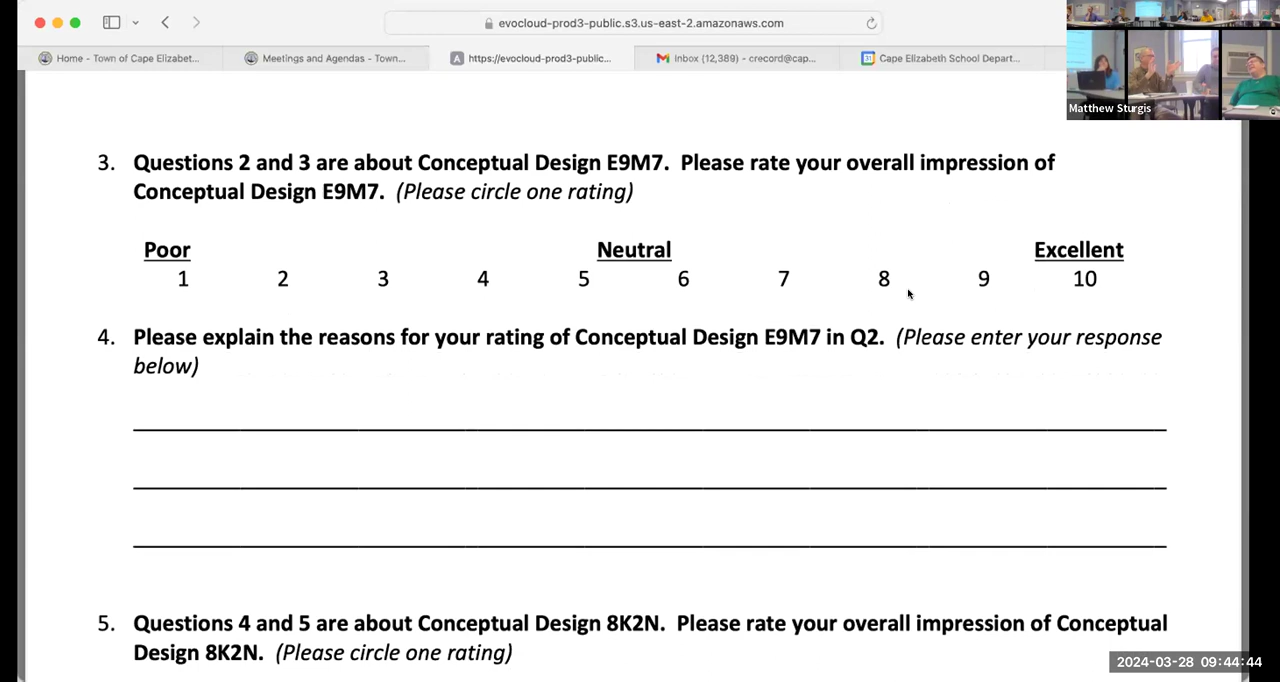 evocloud-prod3-public.s3.us-east-2.amazonaws.com
Home - Town of Cape Elizabet...
Meetings and Agendas - Town...
https://evocloud-prod3-public...
Inbox (12,389) - crecord@cap...
Cape Elizabeth School Depart...
Matthew Sturgis
3. Questions 2 and 3 are about Conceptual Design E9M7. Please rate your overall impression of
Conceptual Design E9M7. (Please circle one rating)
Poor Neutral Excellent
1 2 3 4 5 6 7 8 9 10
4. Please explain the reasons for your rating of Conceptual Design E9M7 in Q2. (Please enter your response
below)
5. Questions 4 and 5 are about Conceptual Design 8K2N. Please rate your overall impression of Conceptual
Design 8K2N. (Please circle one rating)
2024-03-28 09:44:44